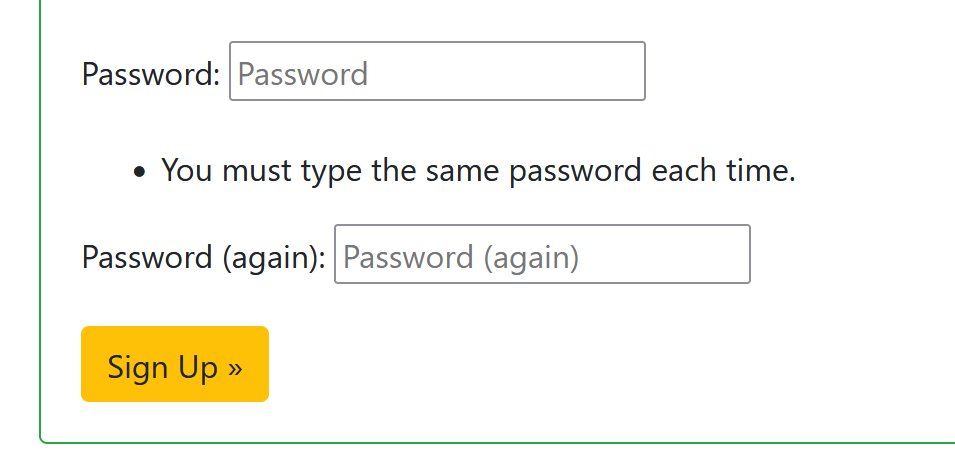 Password: Password
• You must type the same password each time.
Password (again): Password (again)
Sign Up »